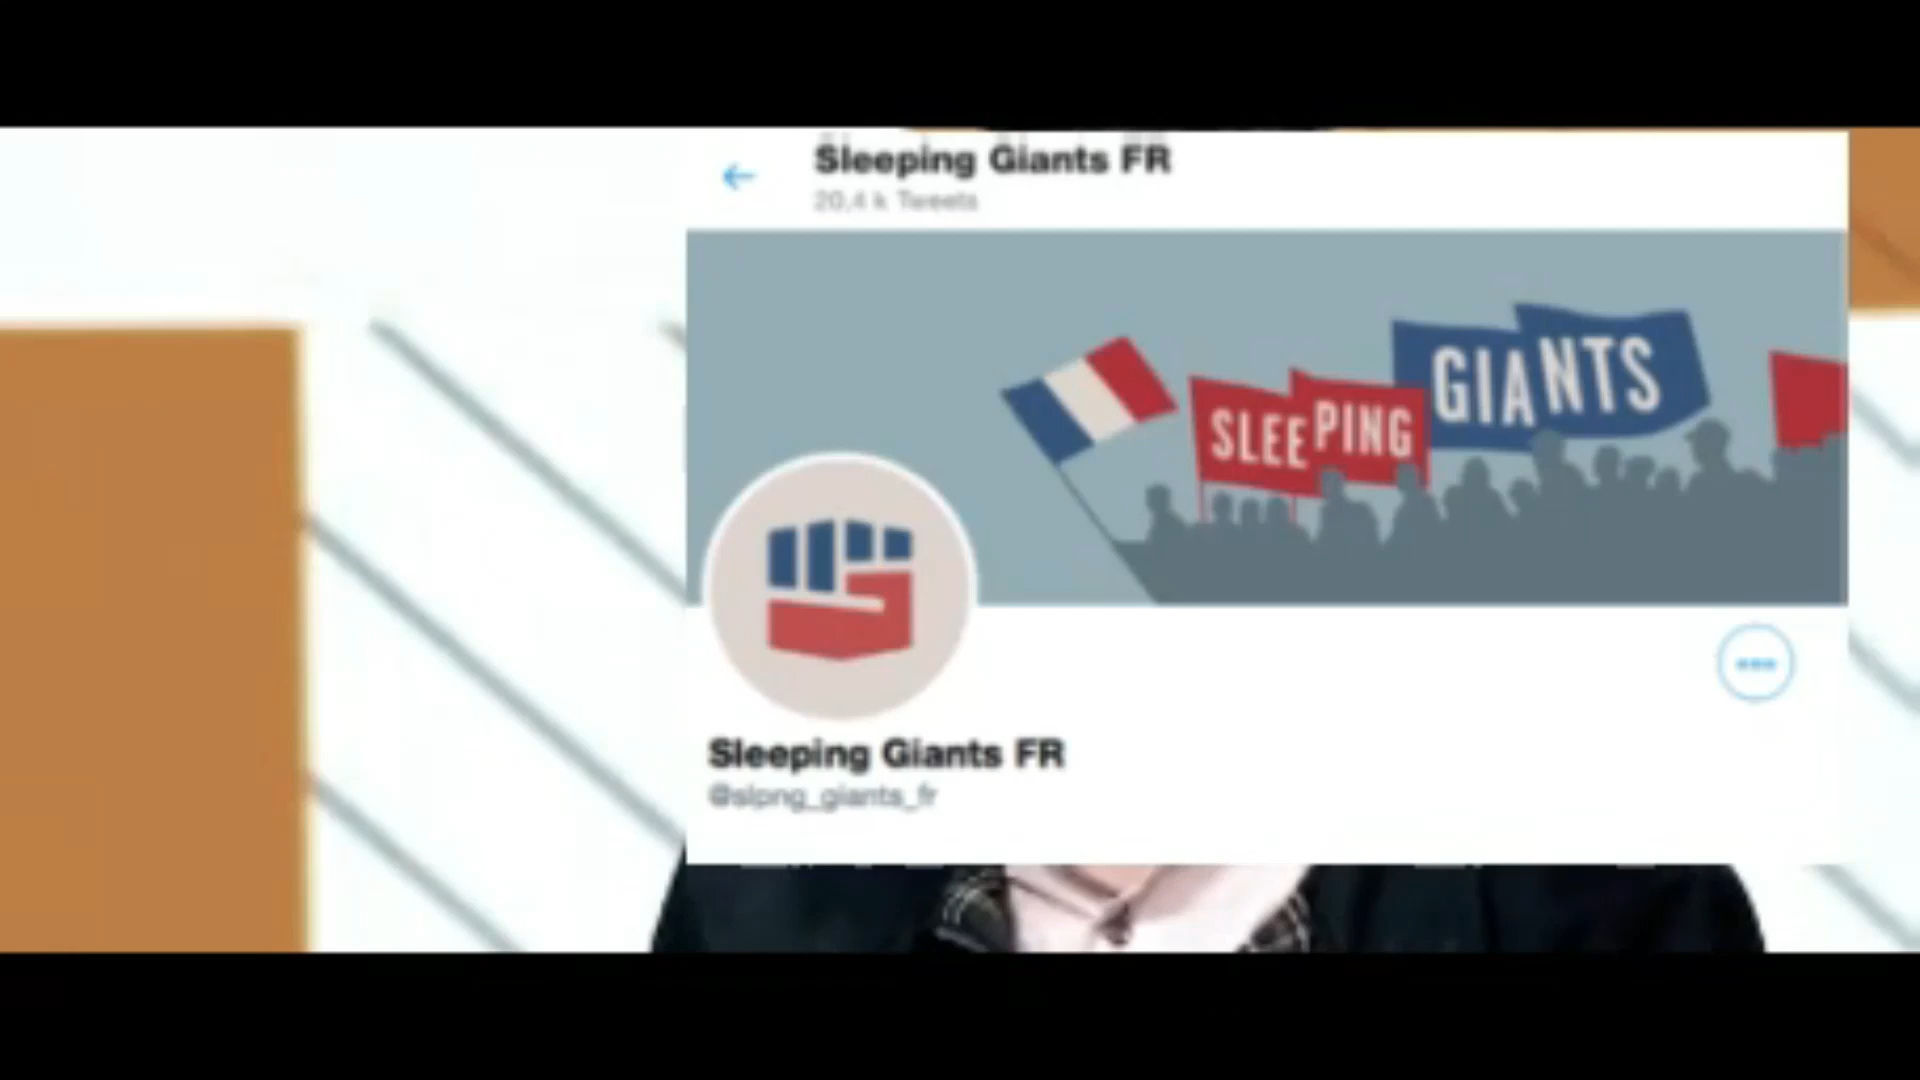 Sleeping Giants FR
20,4 k Tweets
SLEEPING GIANTS
Sleeping Giants FR
@slpng_giants_fr